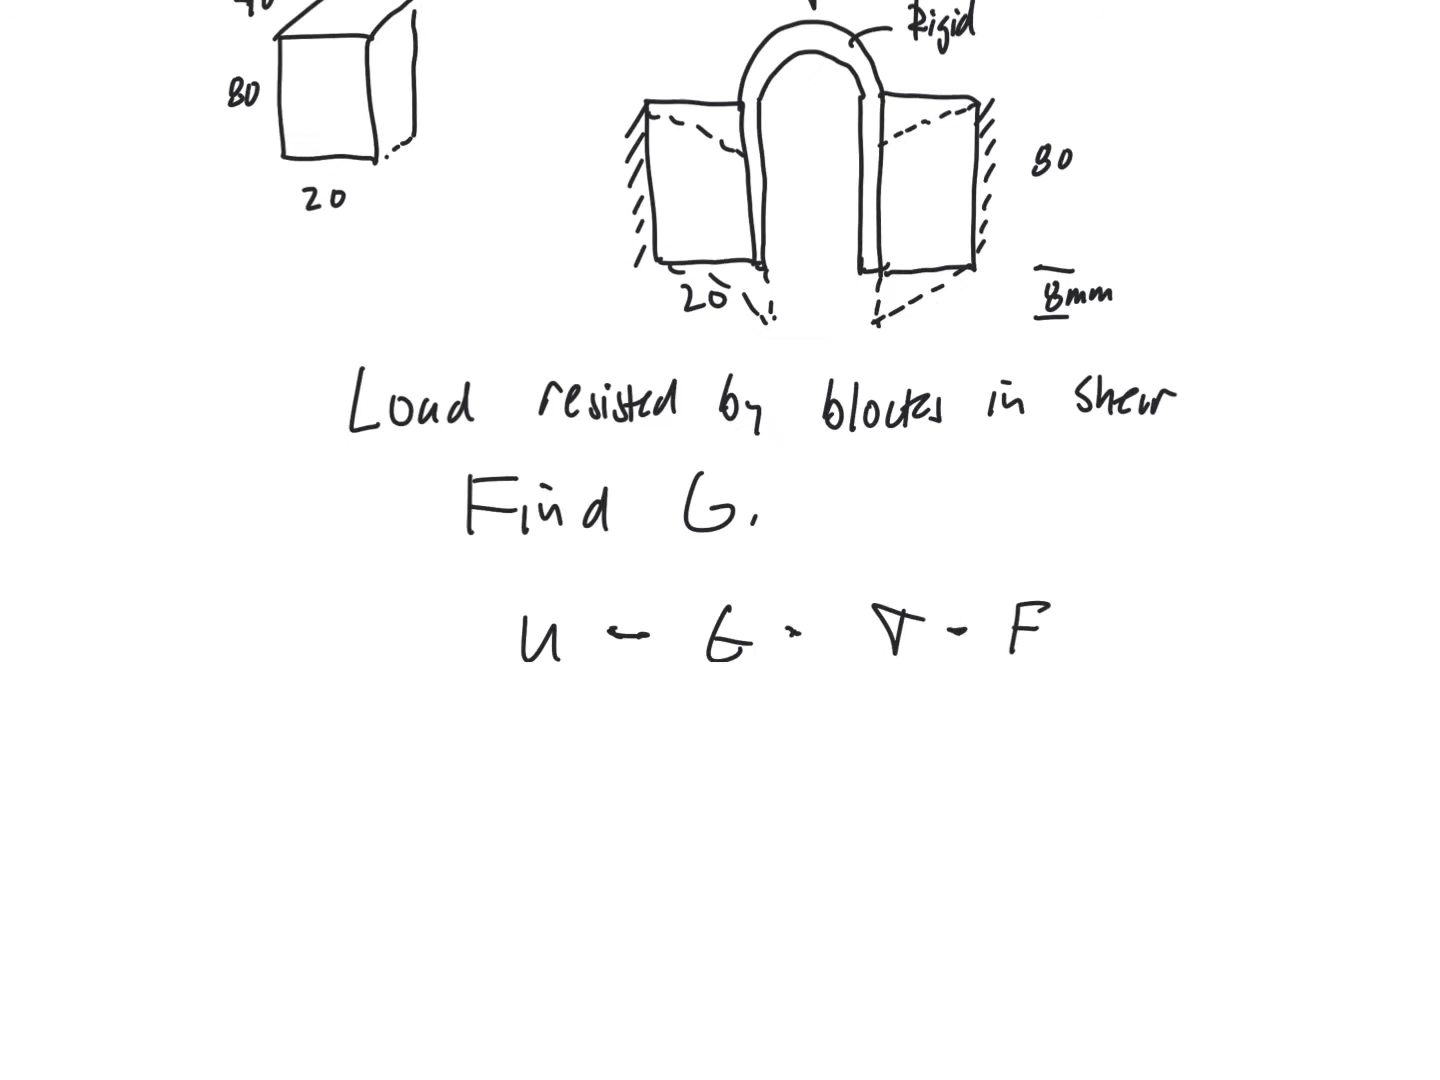 Rigid
80
80
20
20
8mm
Load resisted by blocks in shear
Find G.
u - ε - σ - F